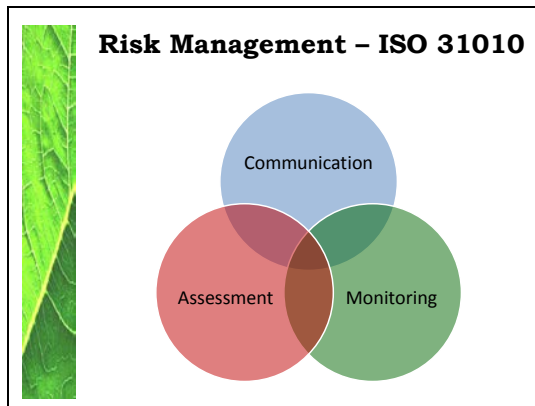 Risk Management – ISO 31010
Communication
Assessment
Monitoring